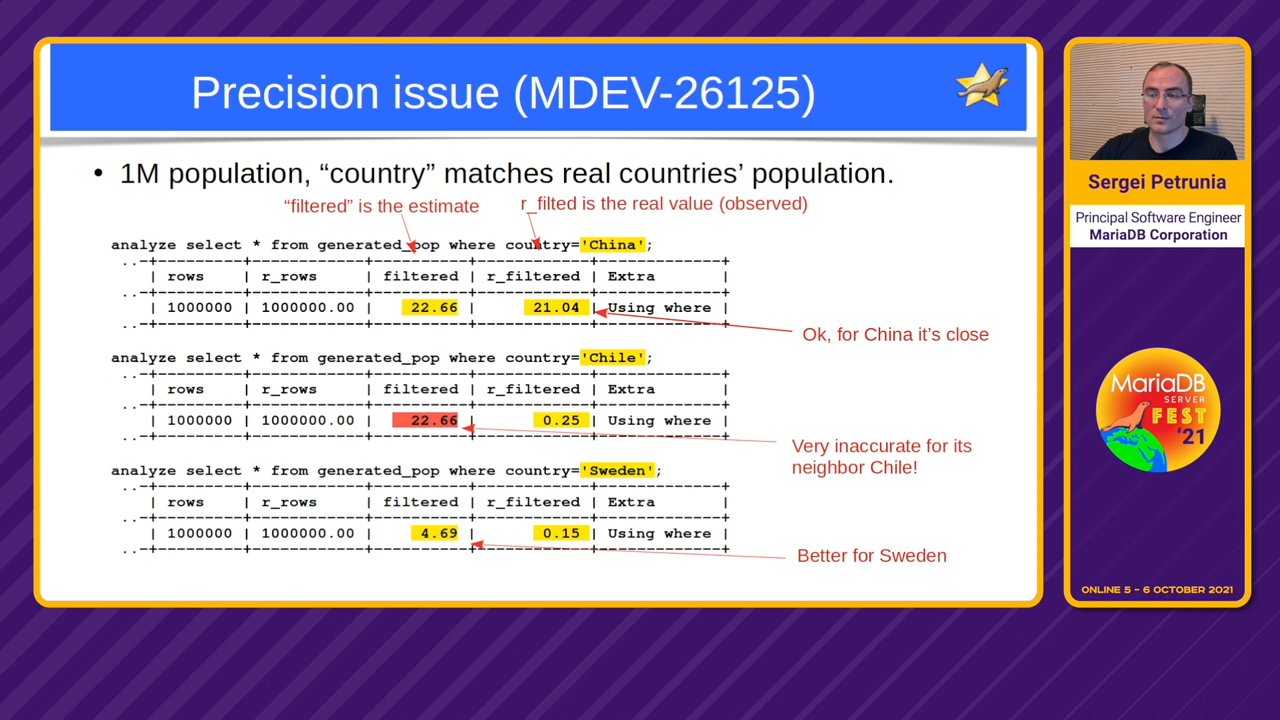 Precision issue (MDEV-26125)
• 1M population, “country” matches real countries’ population.
“filtered” is the estimate
r_filted is the real value (observed)
analyze select * from generated_pop where country='China';
..-+---------+------------+----------+------------+-------------+
| rows | r_rows | filtered | r_filtered | Extra |
..-+---------+------------+----------+------------+-------------+
| 1000000 | 1000000.00 | 22.66 | 21.04 | Using where |
..-+---------+------------+----------+------------+-------------+
Ok, for China it’s close
analyze select * from generated_pop where country='Chile';
..-+---------+------------+----------+------------+-------------+
| rows | r_rows | filtered | r_filtered | Extra |
..-+---------+------------+----------+------------+-------------+
| 1000000 | 1000000.00 | 22.66 | 0.25 | Using where |
..-+---------+------------+----------+------------+-------------+
Very inaccurate for its
neighbor Chile!
analyze select * from generated_pop where country='Sweden';
..-+---------+------------+----------+------------+-------------+
| rows | r_rows | filtered | r_filtered | Extra |
..-+---------+------------+----------+------------+-------------+
| 1000000 | 1000000.00 | 4.69 | 0.15 | Using where |
..-+---------+------------+----------+------------+-------------+
Better for Sweden
Sergei Petrunia
Principal Software Engineer
MariaDB Corporation
MariaDB
SERVER
FEST
'21
ONLINE 5 - 6 OCTOBER 2021